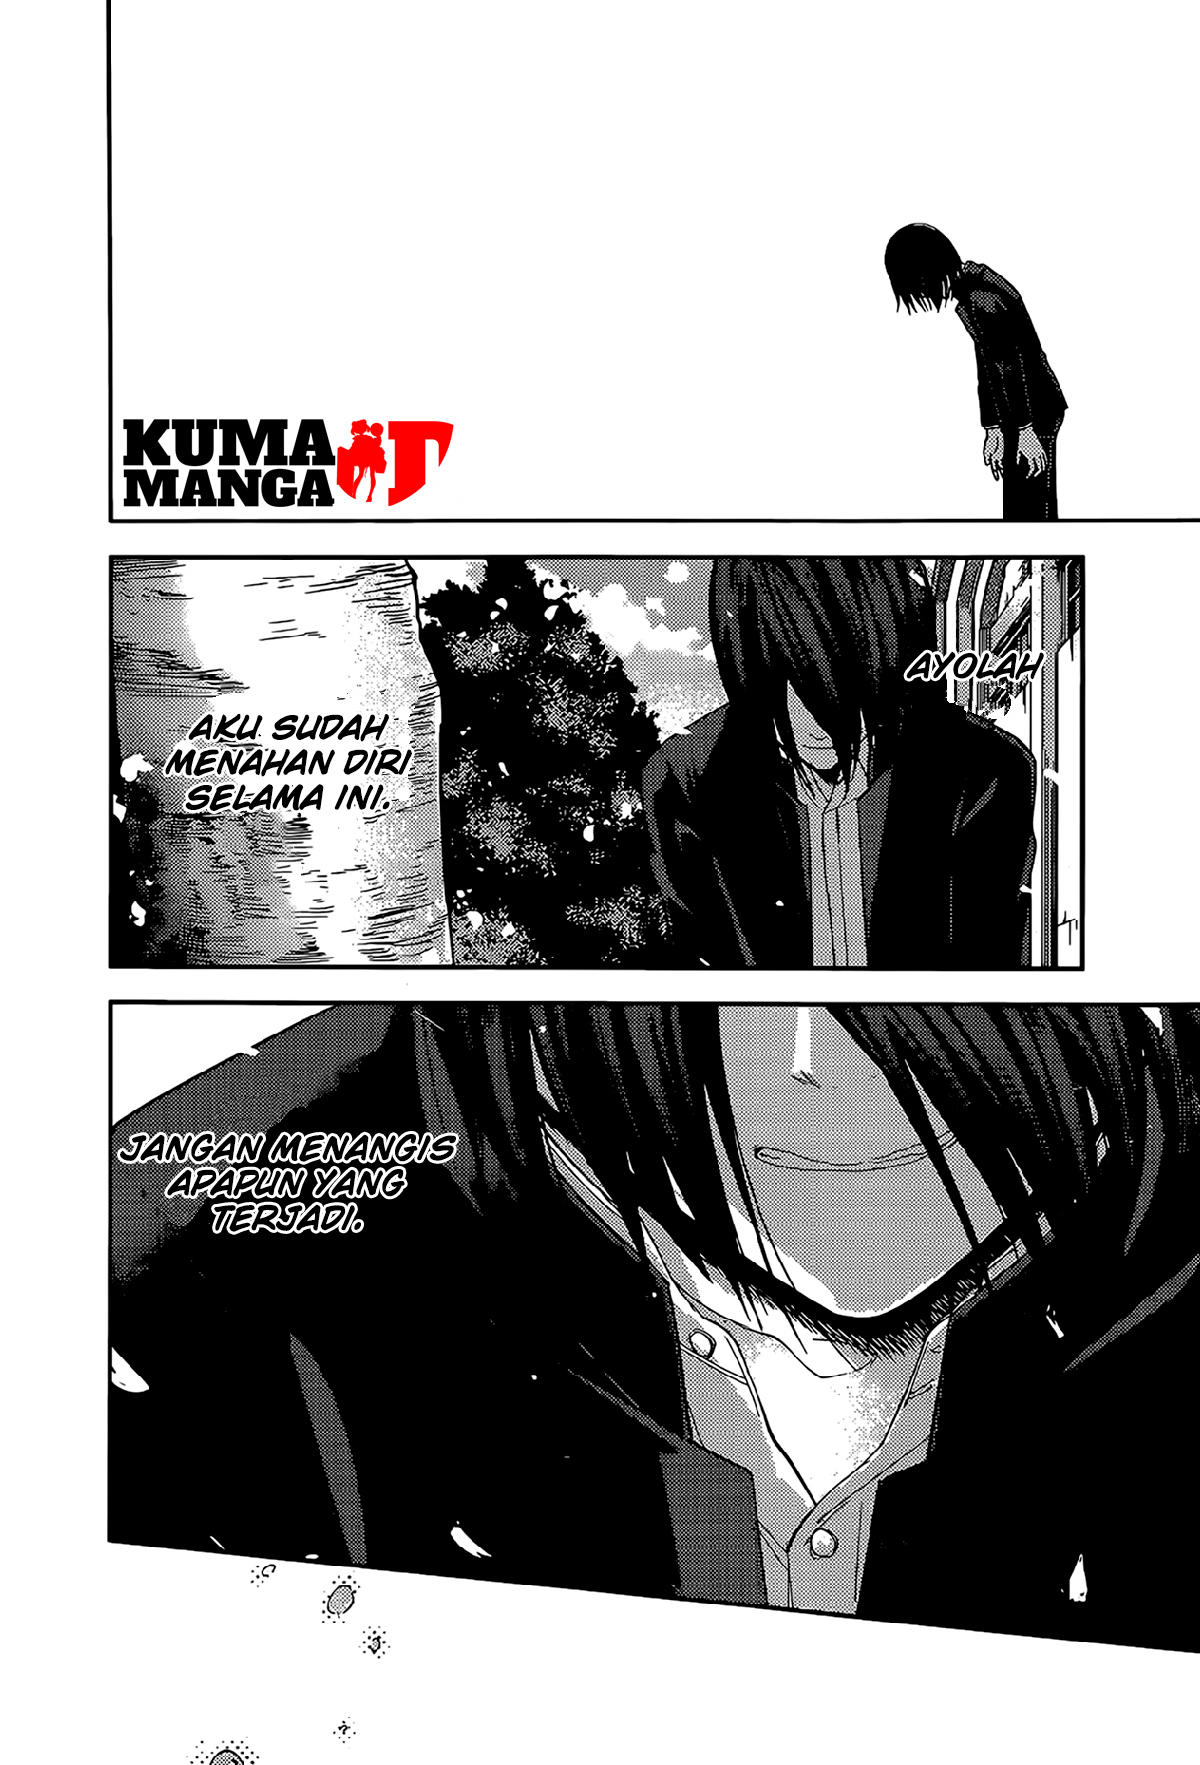 KUMA
MANGA
AYOLAH
AKU SUDAH
MENAHAN DIRI
SELAMA INI.
JANGAN MENANGIS
APAPUN YANG
TERJADI.